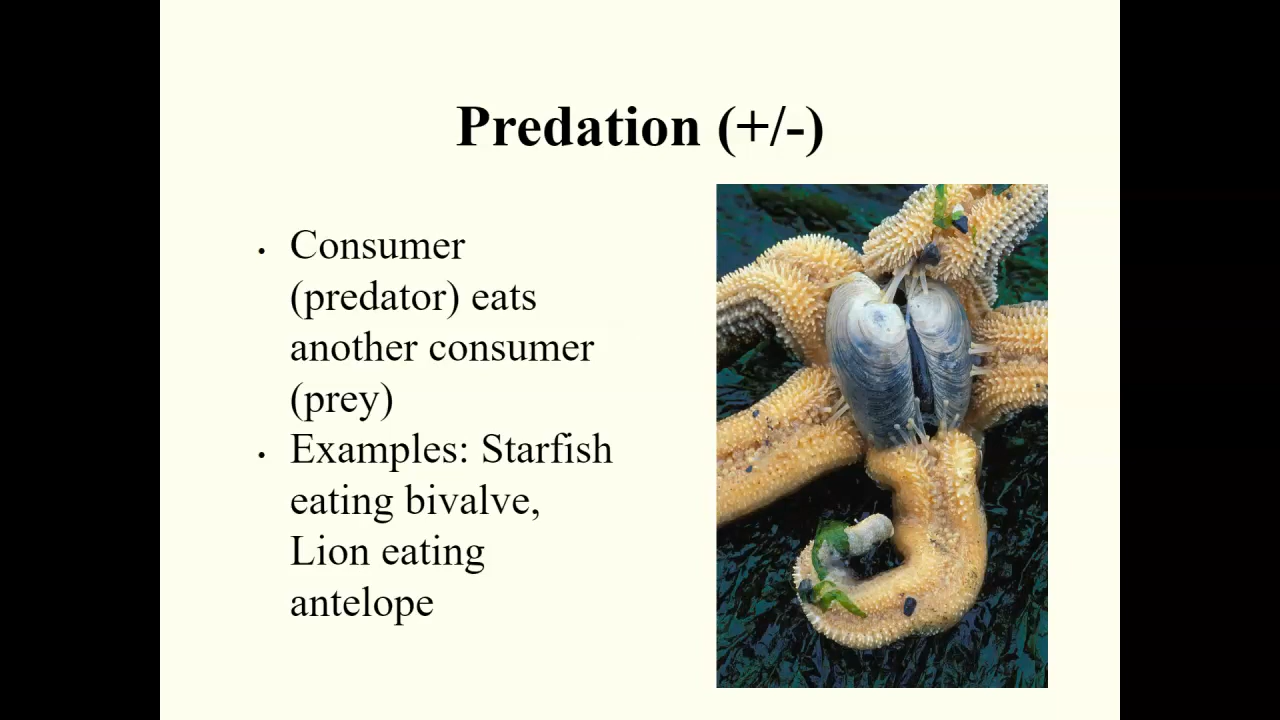 Predation (+/-)
• Consumer
(predator) eats
another consumer
(prey)
• Examples: Starfish
eating bivalve,
Lion eating
antelope